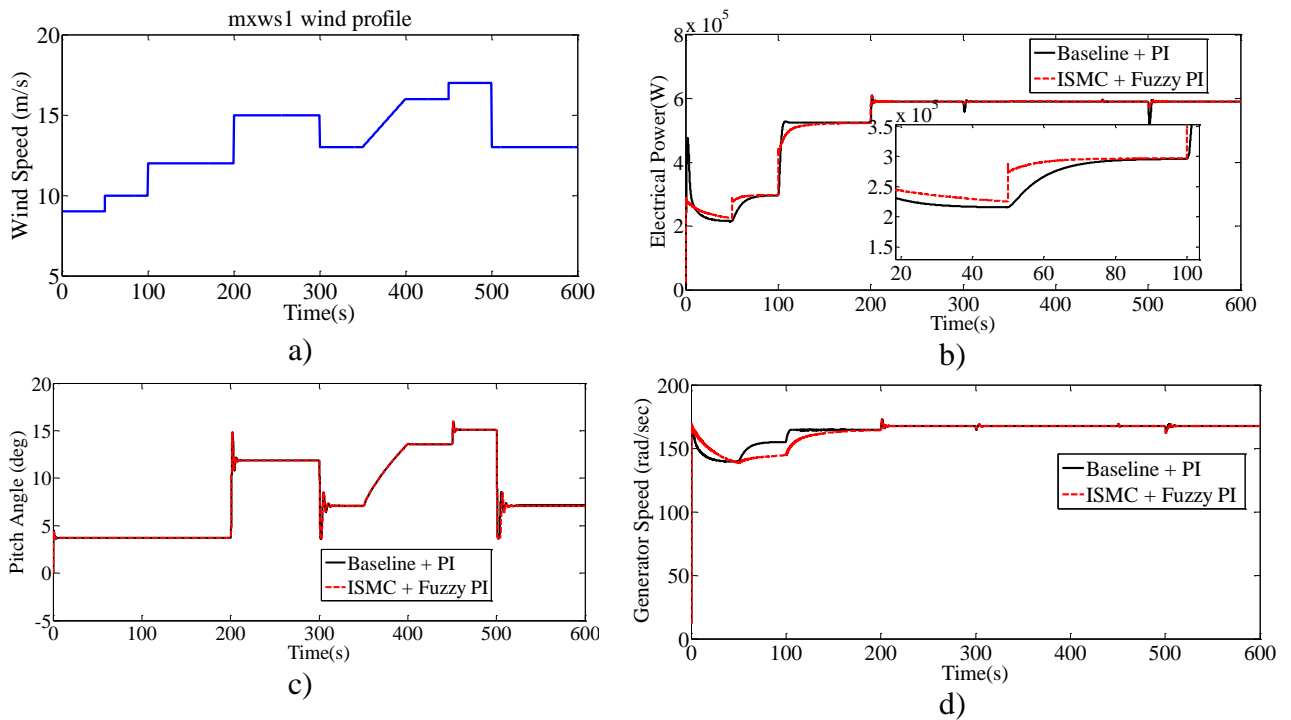 mxws1 wind profile
20
15
10
5
Wind Speed (m/s)
0 100 200 300 400 500 600
Time(s)
a)
x 10^5
8
6
4
2
0
Electrical Power(W)
Baseline + PI
ISMC + Fuzzy PI
x 10^5
3.5
3
2.5
2
1.5
20 40 60 80 100
0 100 200 300 400 500 600
Time(s)
b)
20
15
10
5
0
-5
Pitch Angle (deg)
Baseline + PI
ISMC + Fuzzy PI
0 100 200 300 400 500 600
Time(s)
c)
200
150
100
50
0
Generator Speed (rad/sec)
Baseline + PI
ISMC + Fuzzy PI
0 100 200 300 400 500 600
Time(s)
d)